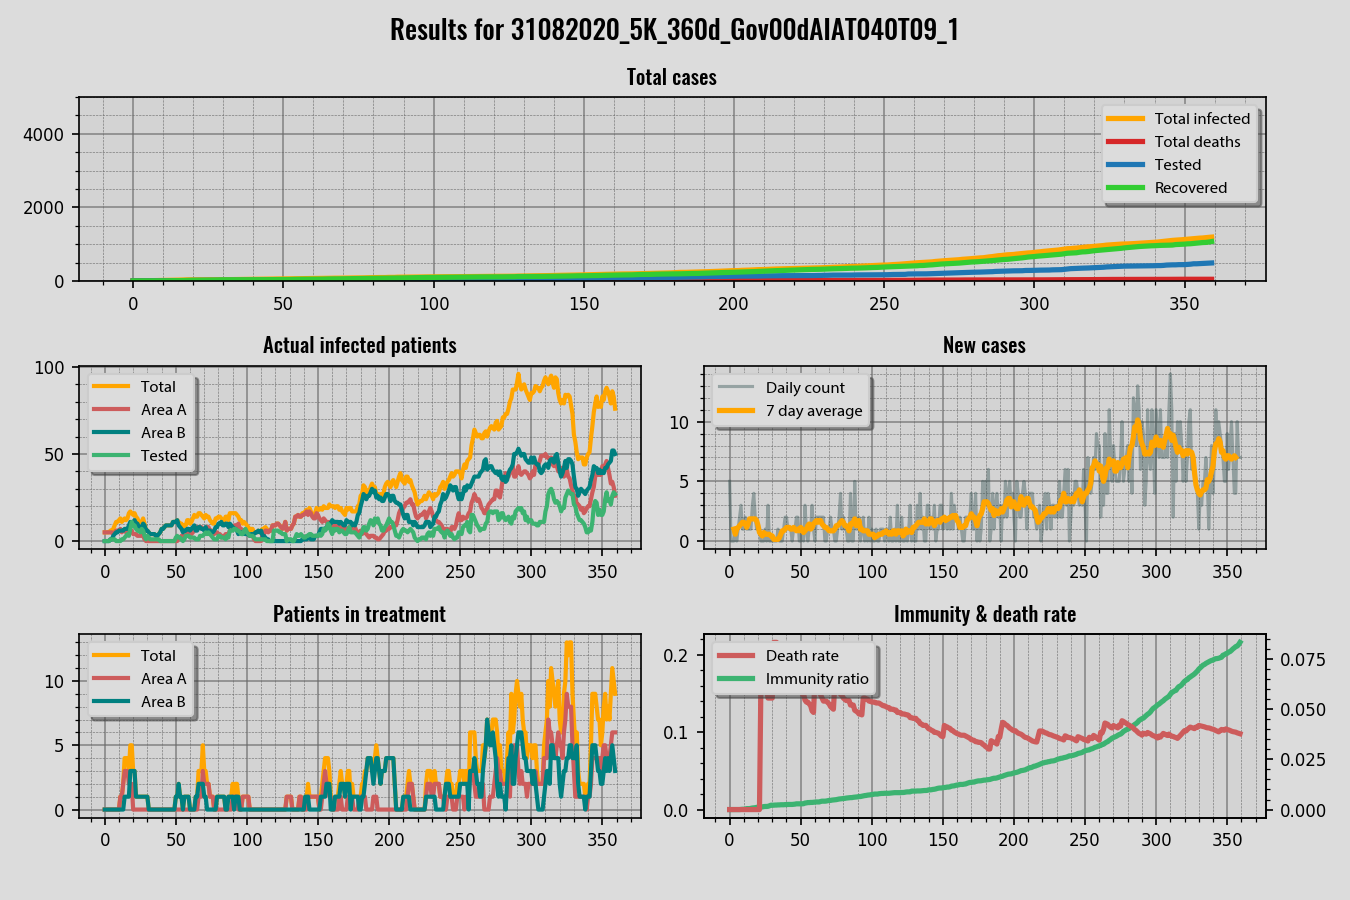 Results for 31082020_5K_360d_Gov00dAIAT040T09_1
Total cases
4000
2000
0
Total infected
Total deaths
Tested
Recovered
0 50 100 150 200 250 300 350
Actual infected patients
100
50
0
Total
Area A
Area B
Tested
0 50 100 150 200 250 300 350
New cases
10
5
0
Daily count
7 day average
0 50 100 150 200 250 300 350
Patients in treatment
10
5
0
Total
Area A
Area B
0 50 100 150 200 250 300 350
Immunity & death rate
0.2
0.1
0.0
Death rate
Immunity ratio
0.075
0.050
0.025
0.000
0 50 100 150 200 250 300 350